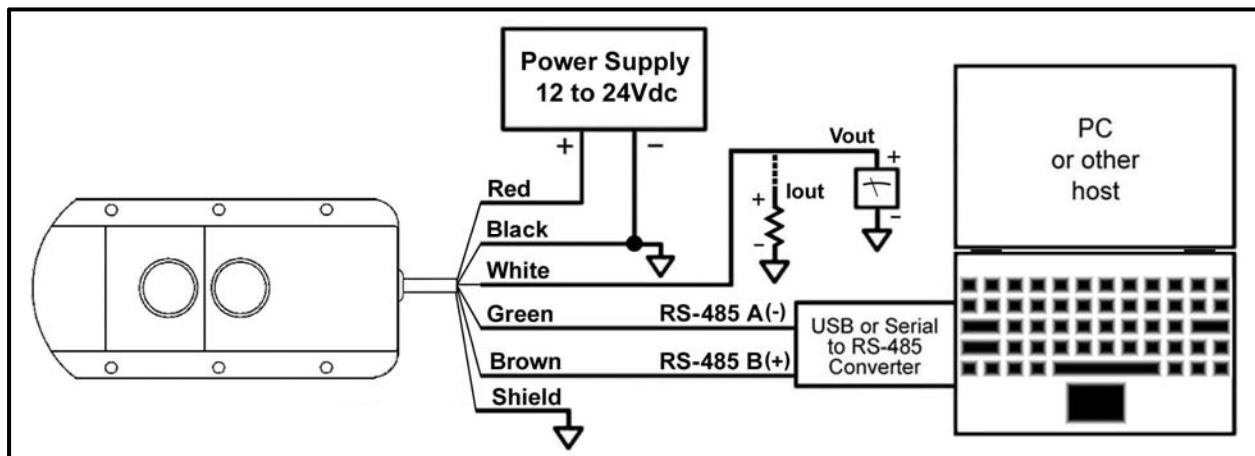 Power Supply
12 to 24Vdc
+ −
Vout
+
−
Iout
+
−
Red
Black
White
Green RS-485 A(-)
Brown RS-485 B(+)
Shield
USB or Serial
to RS-485
Converter
PC
or other
host